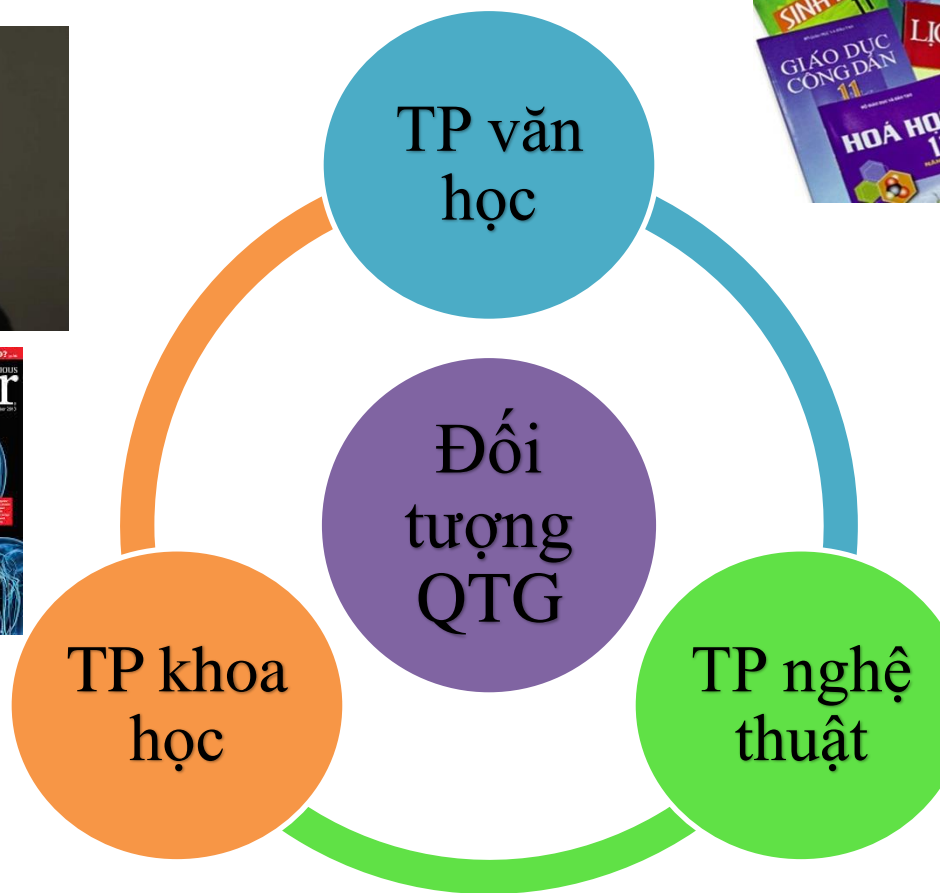 TP văn
học
SINH
LỊC
GIÁO DỤC
CÔNG DÂN
11
HOÁ HỌ
Đối
tượng
QTG
TP khoa
học
TP nghệ
thuật